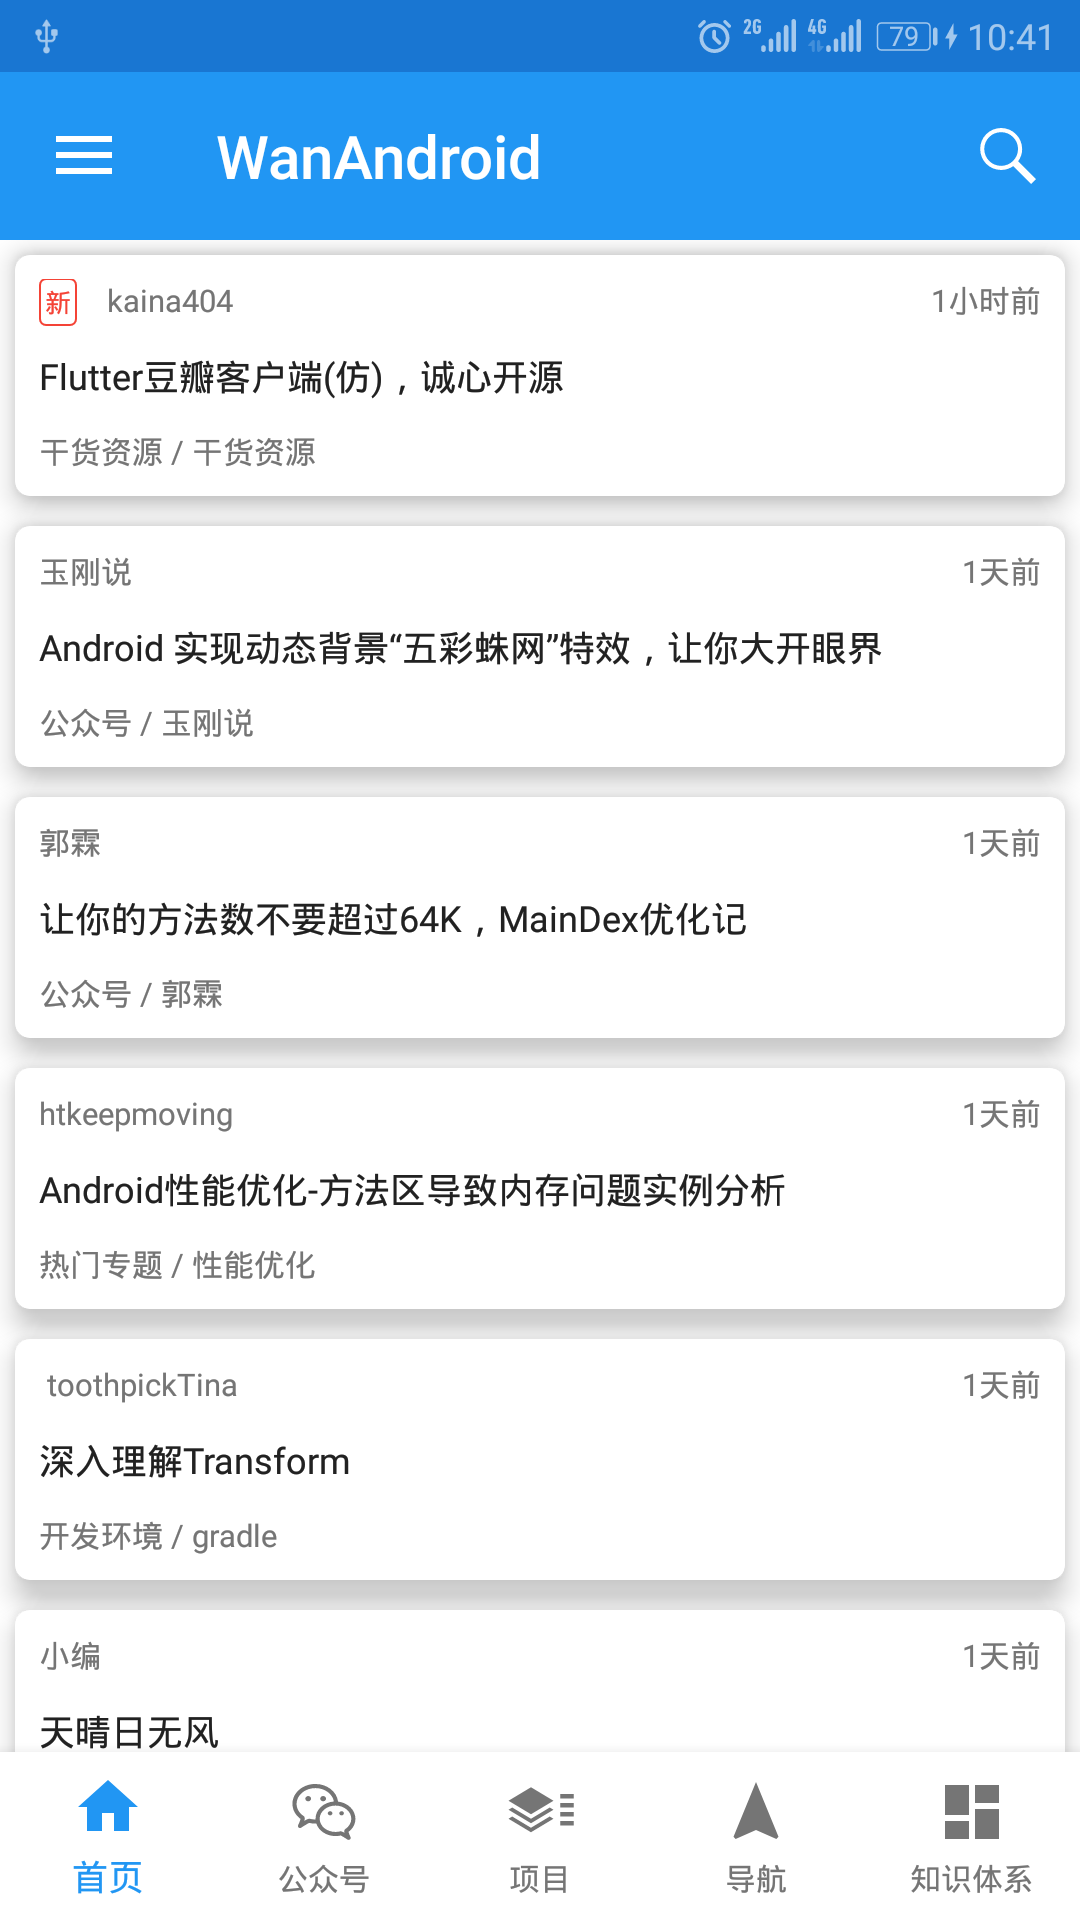 2G 4G 79 10:41
WanAndroid
新 kaina404 1小时前
Flutter豆瓣客户端(仿)，诚心开源
干货资源 / 干货资源
玉刚说 1天前
Android 实现动态背景“五彩蛛网”特效，让你大开眼界
公众号 / 玉刚说
郭霖 1天前
让你的方法数不要超过64K，MainDex优化记
公众号 / 郭霖
htkeepmoving 1天前
Android性能优化-方法区导致内存问题实例分析
热门专题 / 性能优化
toothpickTina 1天前
深入理解Transform
开发环境 / gradle
小编 1天前
天晴日无风
首页 公众号 项目 导航 知识体系